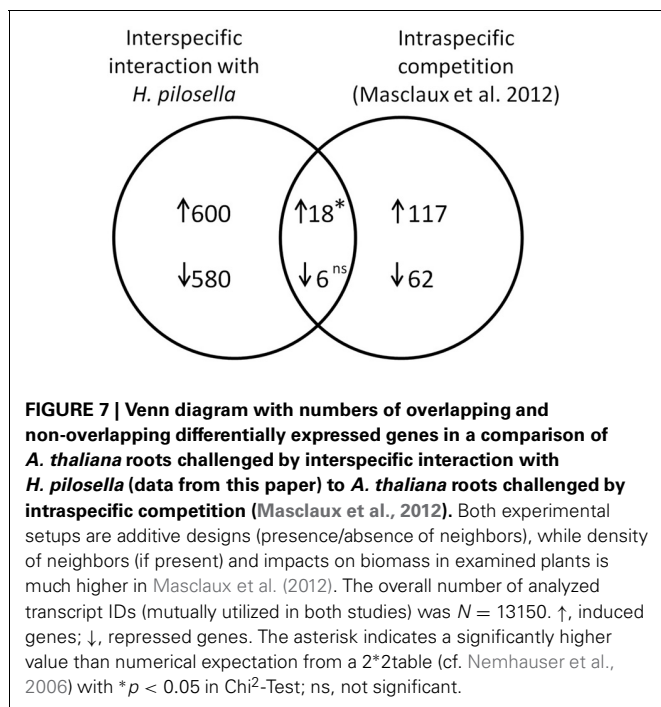 Interspecific
interaction with
H. pilosella
Intraspecific
competition
(Masclaux et al. 2012)
↑600
↑18*
↑117
↓580
↓6ns
↓62
FIGURE 7 | Venn diagram with numbers of overlapping and
non-overlapping differentially expressed genes in a comparison of
A. thaliana roots challenged by interspecific interaction with
H. pilosella (data from this paper) to A. thaliana roots challenged by
intraspecific competition (Masclaux et al., 2012). Both experimental
setups are additive designs (presence/absence of neighbors), while density
of neighbors (if present) and impacts on biomass in examined plants is
much higher in Masclaux et al. (2012). The overall number of analyzed
transcript IDs (mutually utilized in both studies) was N = 13150. ↑, induced
genes; ↓, repressed genes. The asterisk indicates a significantly higher
value than numerical expectation from a 2*2table (cf. Nemhauser et al.,
2006) with *p < 0.05 in Chi²-Test; ns, not significant.